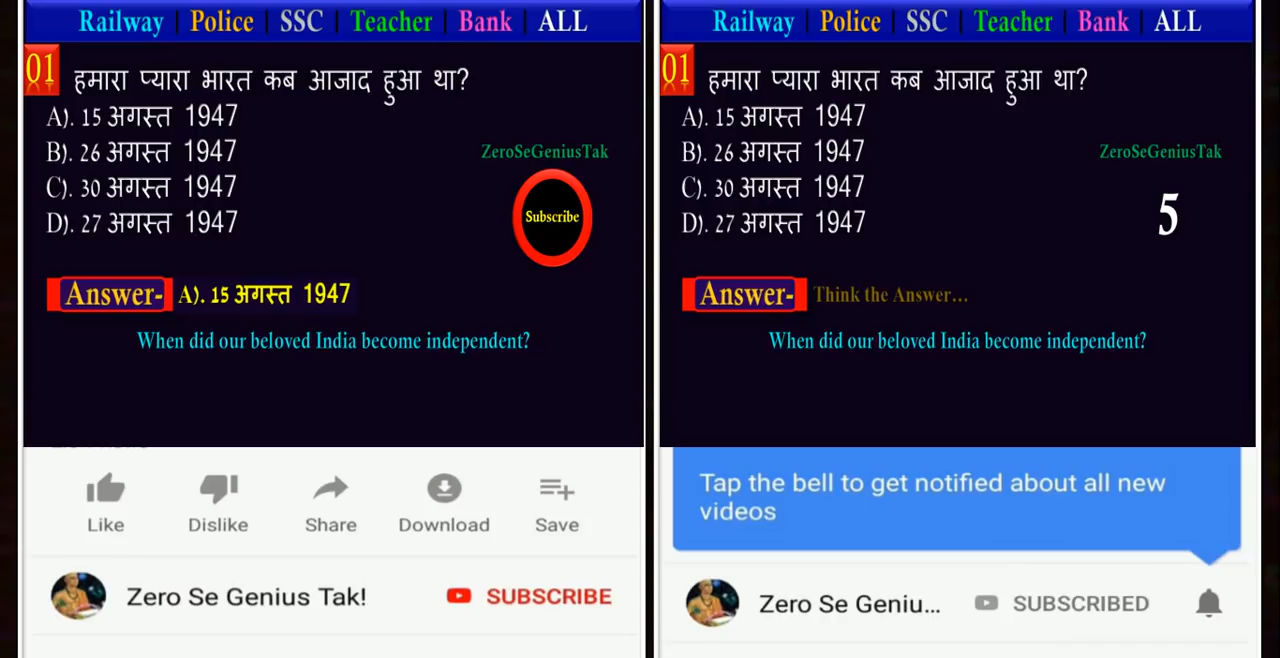 Railway | Police | SSC | Teacher | Bank | ALL
01 हमारा प्यारा भारत कब आजाद हुआ था?
A). 15 अगस्त 1947
B). 26 अगस्त 1947
ZeroSeGeniusTak
C). 30 अगस्त 1947
Subscribe
D). 27 अगस्त 1947
Answer- A). 15 अगस्त 1947
When did our beloved India become independent?
Like Dislike Share Download Save
Zero Se Genius Tak! SUBSCRIBE
Railway | Police | SSC | Teacher | Bank | ALL
01 हमारा प्यारा भारत कब आजाद हुआ था?
A). 15 अगस्त 1947
B). 26 अगस्त 1947
ZeroSeGeniusTak
C). 30 अगस्त 1947
5
D). 27 अगस्त 1947
Answer- Think the Answer...
When did our beloved India become independent?
Tap the bell to get notified about all new
videos
Zero Se Geniu... SUBSCRIBED